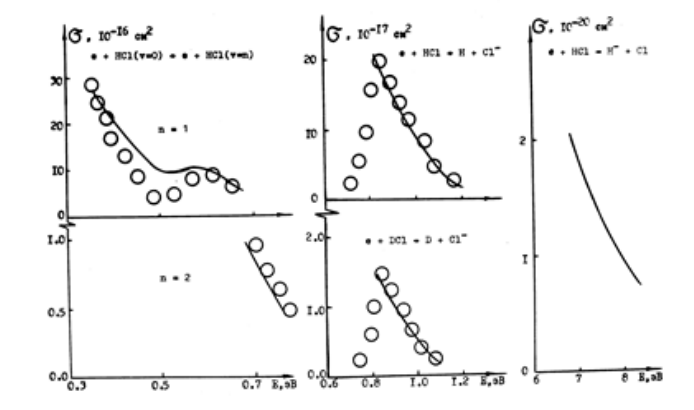 σ, 10⁻¹⁶ см²
e + HCl(v=0) → e + HCl(v=n)
30
20
10
0
n = 1
1.0
0.5
0.0
n = 2
0.3
0.5
0.7
E,эВ
σ, 10⁻¹⁷ см²
e + HCl → H + Cl⁻
20
10
0
2.0
e + DCl → D + Cl⁻
1.0
0.0
0.6
0.8
1.0
1.2
E,эВ
σ, 10⁻²⁰ см²
e + HCl → H⁻ + Cl
2
1
0
6
7
8
E,эВ